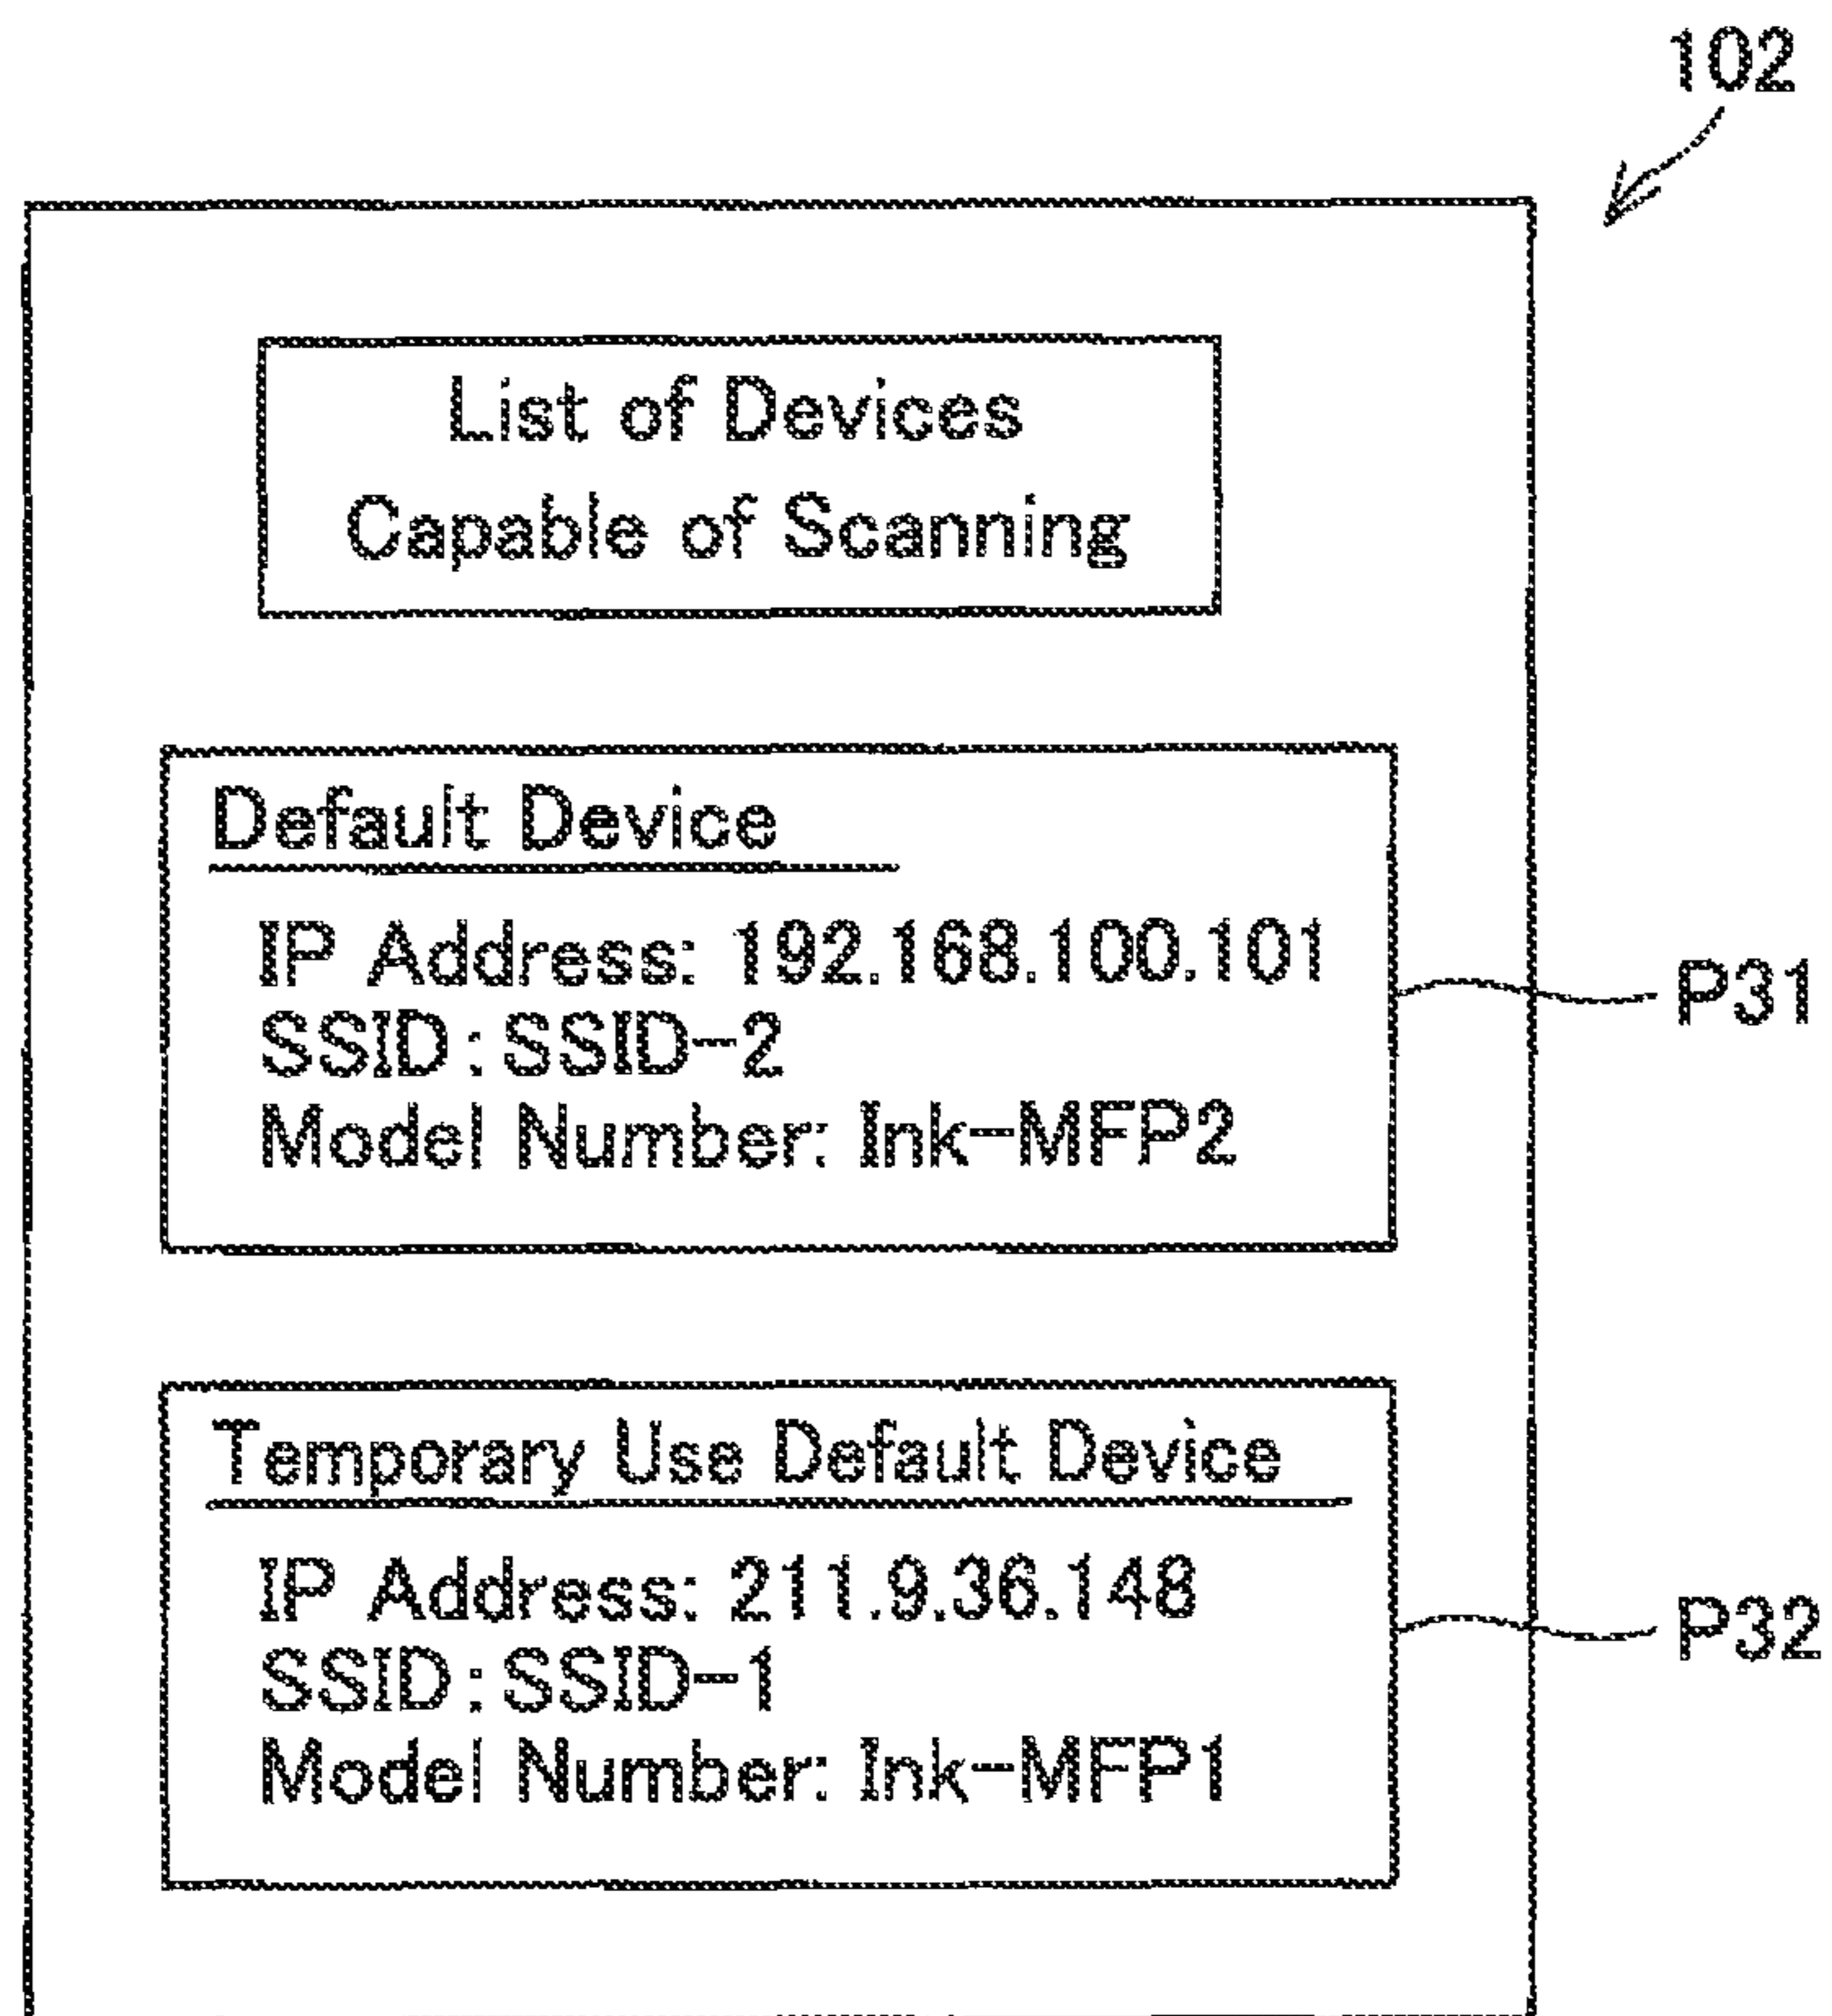 102
List of Devices
Capable of Scanning
Default Device
IP Address: 192.168.100.101
SSID : SSID-2
Model Number: Ink-MFP2
P31
Temporary Use Default Device
IP Address: 211.9.36.148
SSID : SSID-1
Model Number: Ink-MFP1
P32